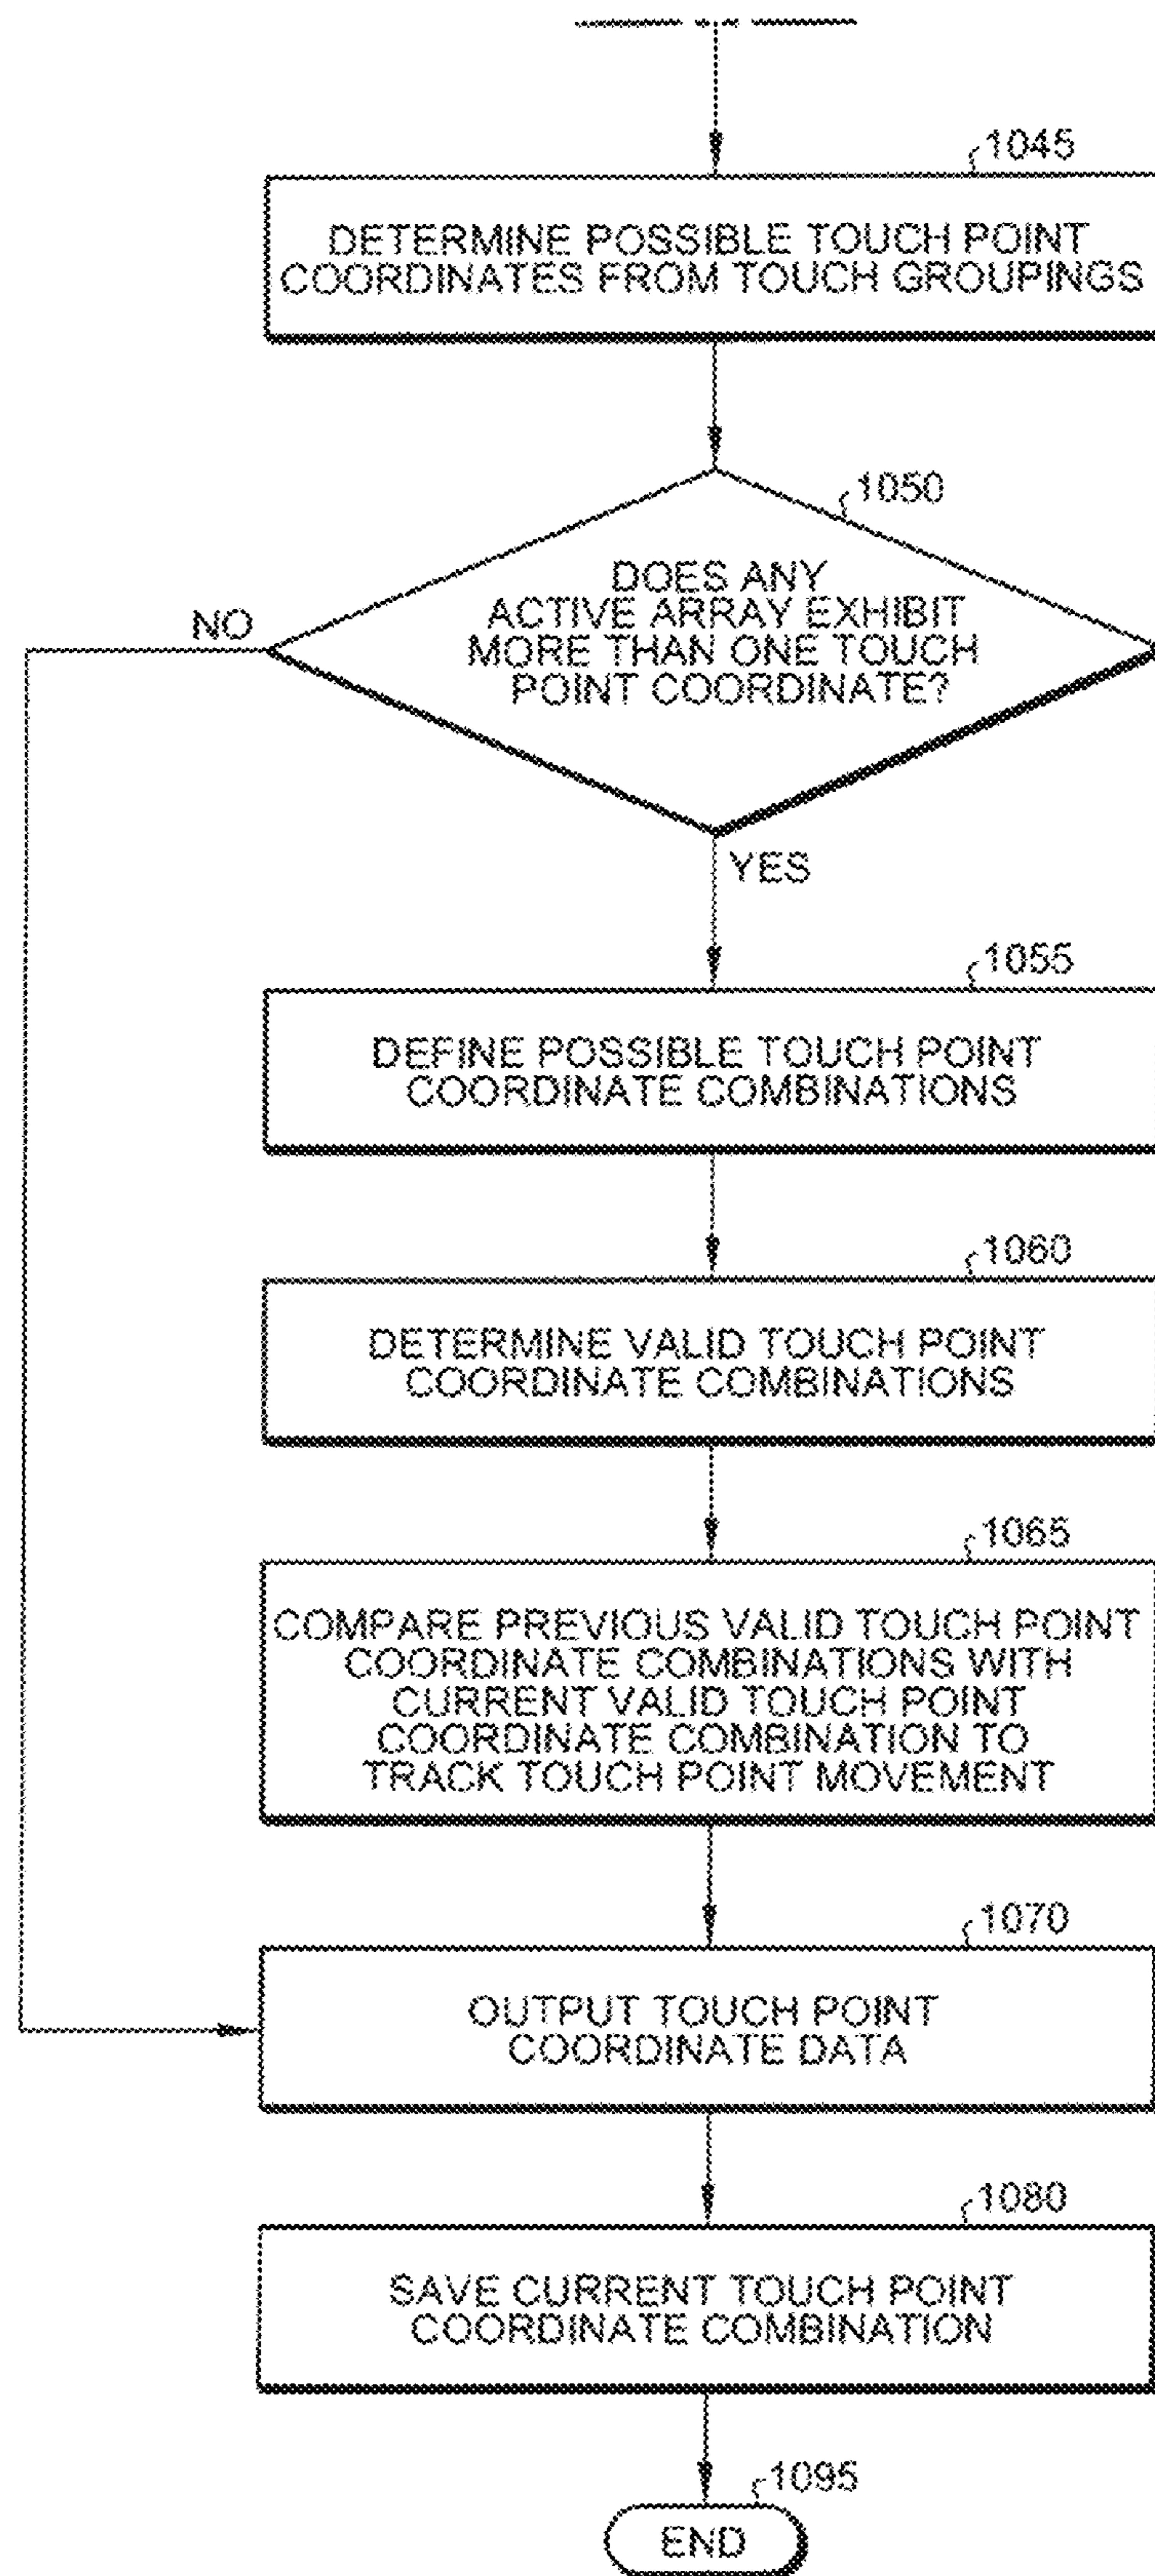 1045
DETERMINE POSSIBLE TOUCH POINT
COORDINATES FROM TOUCH GROUPINGS
1050
DOES ANY
ACTIVE ARRAY EXHIBIT
MORE THAN ONE TOUCH
POINT COORDINATE?
NO
YES
1055
DEFINE POSSIBLE TOUCH POINT
COORDINATE COMBINATIONS
1060
DETERMINE VALID TOUCH POINT
COORDINATE COMBINATIONS
1065
COMPARE PREVIOUS VALID TOUCH POINT
COORDINATE COMBINATIONS WITH
CURRENT VALID TOUCH POINT
COORDINATE COMBINATION TO
TRACK TOUCH POINT MOVEMENT
1070
OUTPUT TOUCH POINT
COORDINATE DATA
1080
SAVE CURRENT TOUCH POINT
COORDINATE COMBINATION
1095
END